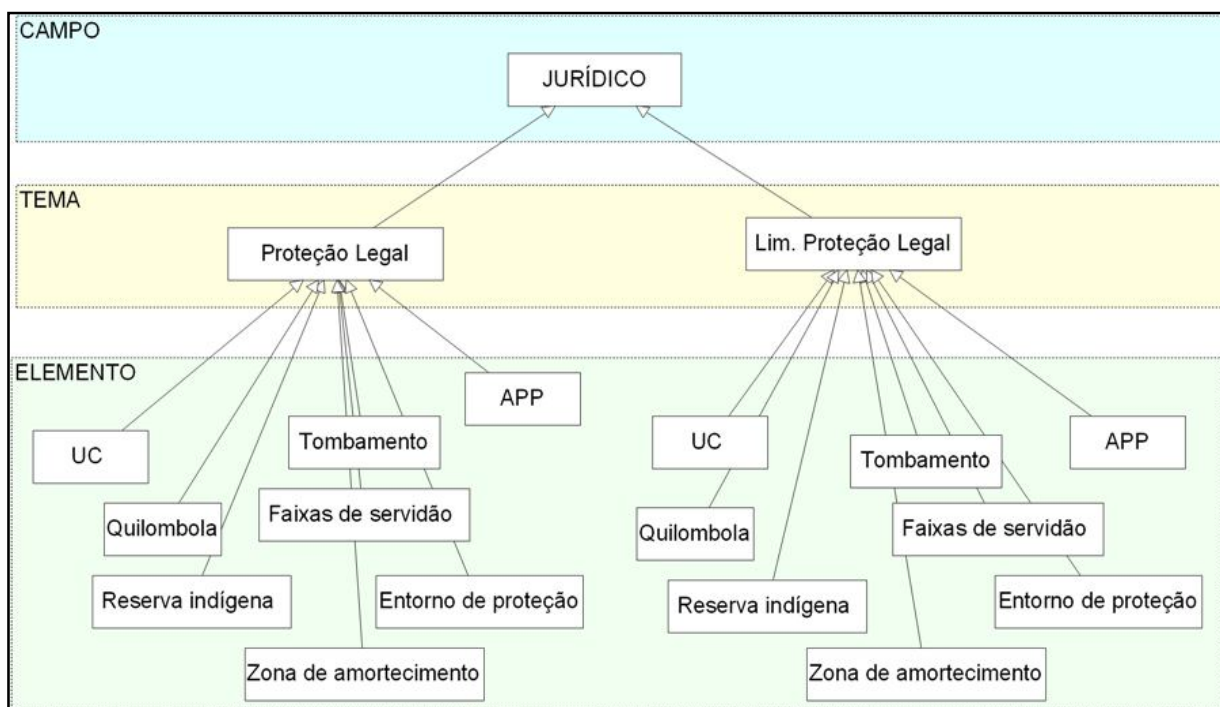 CAMPO
JURÍDICO
TEMA
Proteção Legal
Lim. Proteção Legal
ELEMENTO
APP
UC
Tombamento
Quilombola
Faixas de servidão
Reserva indígena
Entorno de proteção
Zona de amortecimento
UC
APP
Tombamento
Quilombola
Faixas de servidão
Reserva indígena
Entorno de proteção
Zona de amortecimento